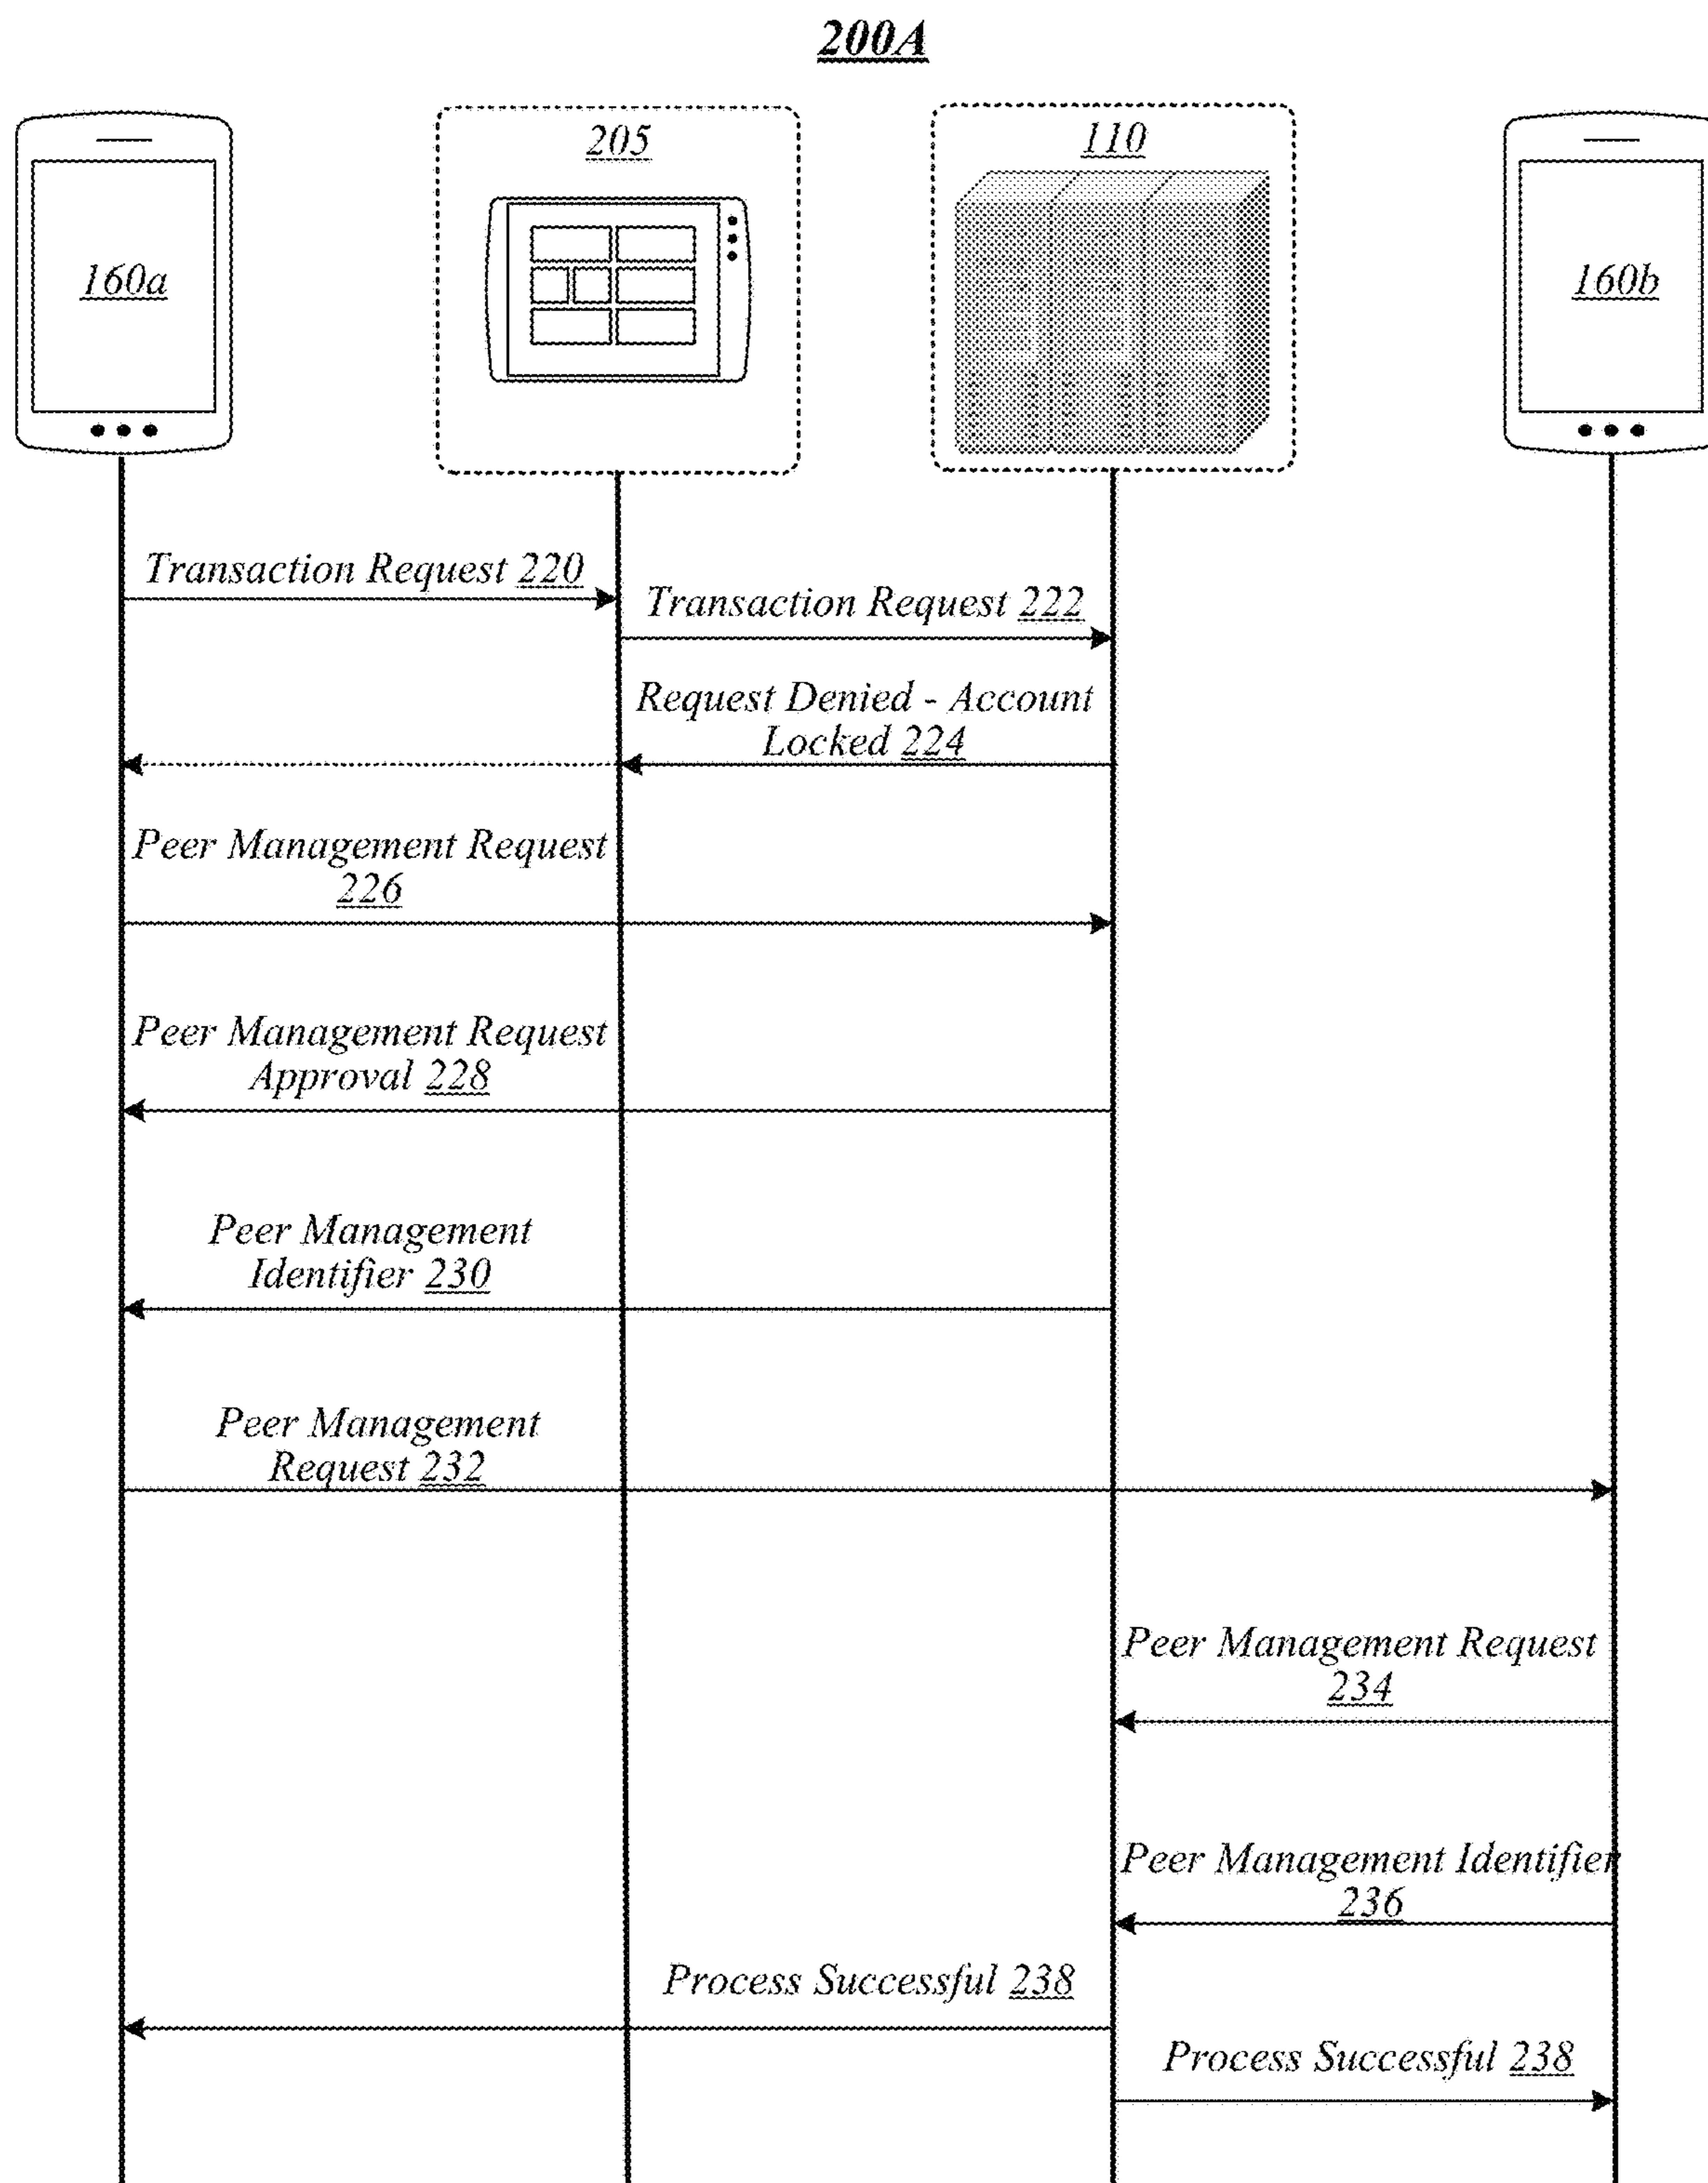 200A
205
110
160a
160b
Transaction Request 220
Transaction Request 222
Request Denied - Account
Locked 224
Peer Management Request
226
Peer Management Request
Approval 228
Peer Management
Identifier 230
Peer Management
Request 232
Peer Management Request
234
Peer Management Identifier
236
Process Successful 238
Process Successful 238